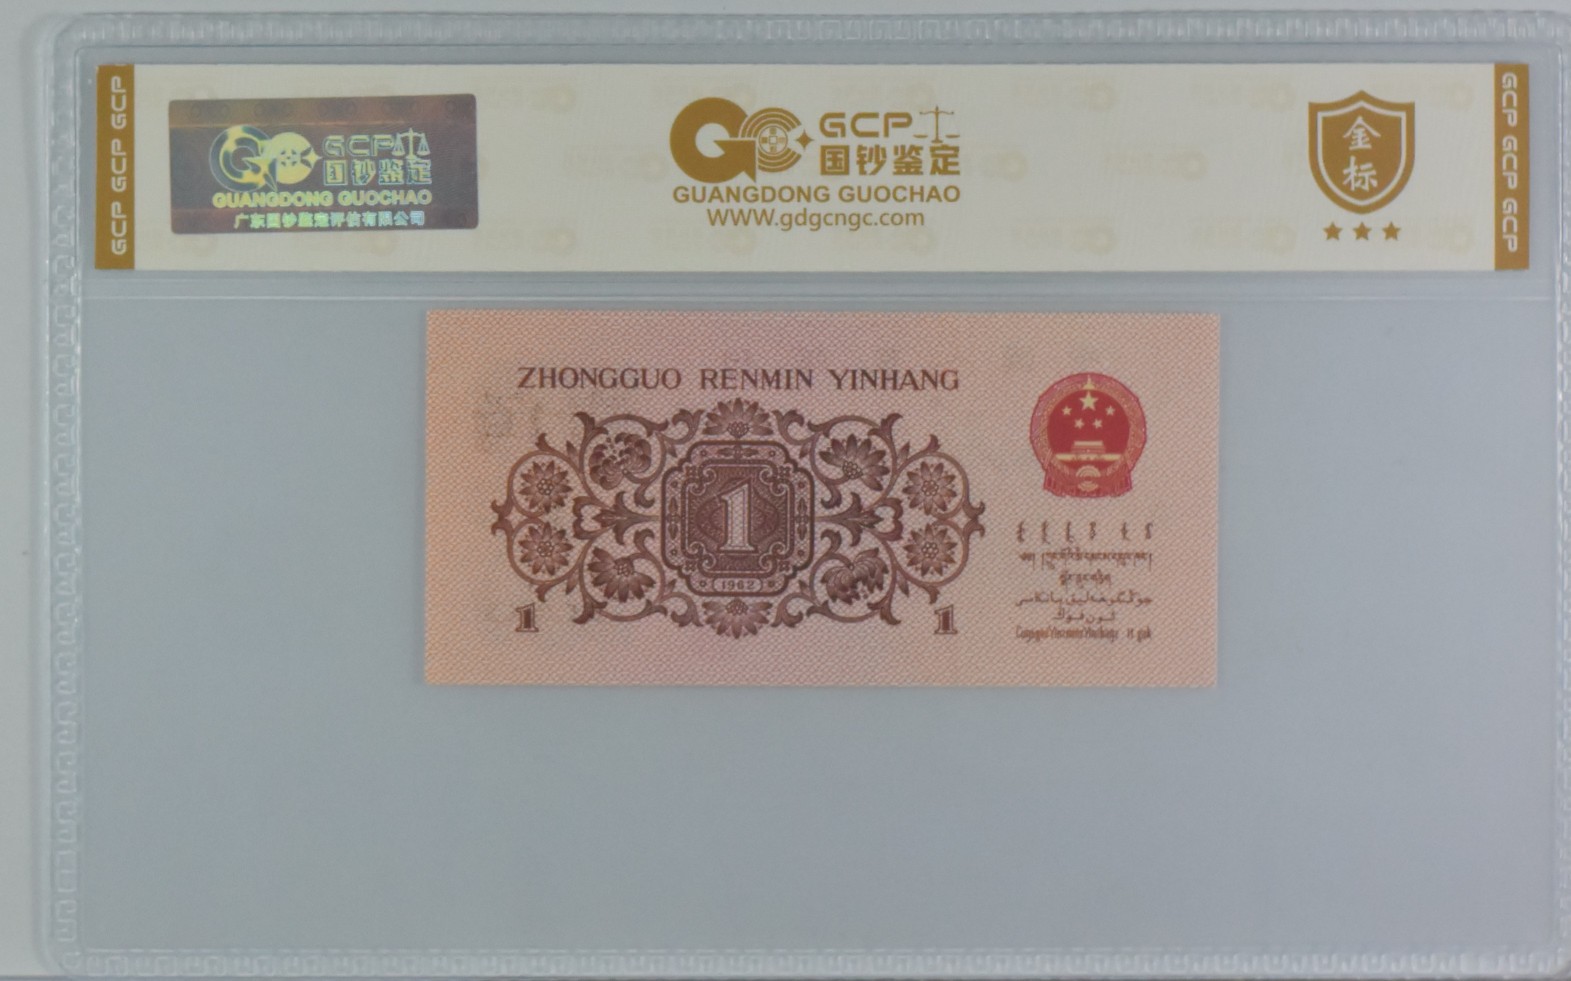 GCP GCP GCP
GCP
国钞鉴定
GUANGDONG GUOCHAO
广东国钞鉴定评估有限公司
GCP
国钞鉴定
GUANGDONG GUOCHAO
WWW.gdgcngc.com
金标
GCP GCP GCP
ZHONGGUO RENMIN YINHANG
1
(1962)
1
1